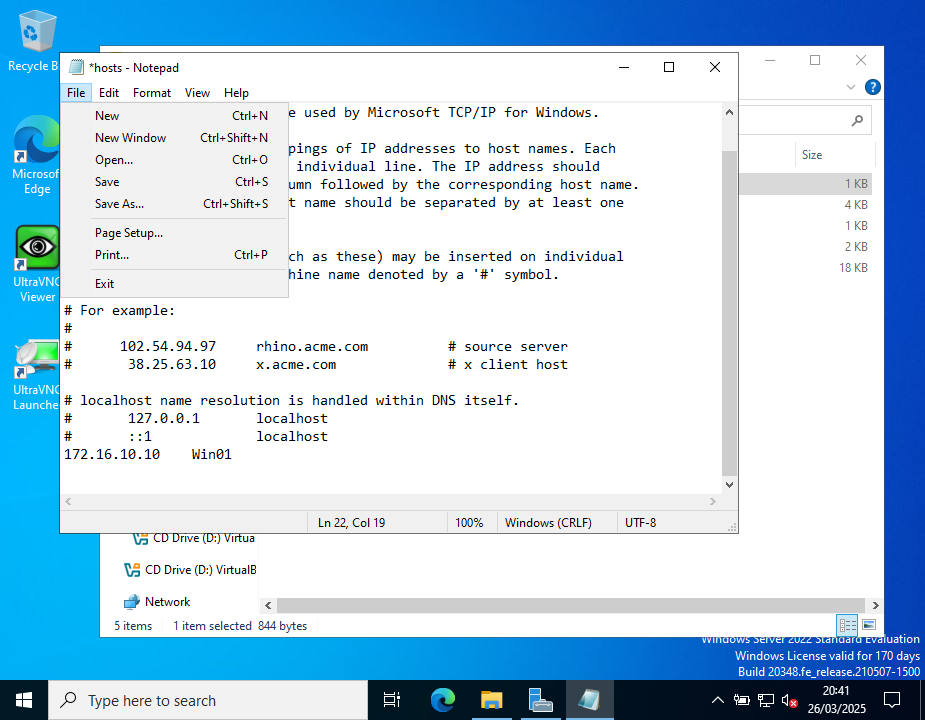 Recycle B
Microsof
Edge
UltraVNC
Viewer
UltraVNC
Launche
*hosts - Notepad
File Edit Format View Help
New Ctrl+N
New Window Ctrl+Shift+N
Open... Ctrl+O
Save Ctrl+S
Save As... Ctrl+Shift+S
Page Setup...
Print... Ctrl+P
Exit
e used by Microsoft TCP/IP for Windows.
pings of IP addresses to host names. Each
individual line. The IP address should
umn followed by the corresponding host name.
t name should be separated by at least one
ch as these) may be inserted on individual
hine name denoted by a '#' symbol.
# For example:
#
# 102.54.94.97 rhino.acme.com # source server
# 38.25.63.10 x.acme.com # x client host
# localhost name resolution is handled within DNS itself.
# 127.0.0.1 localhost
# ::1 localhost
172.16.10.10 Win01
Ln 22, Col 19 100% Windows (CRLF) UTF-8
Size
1 KB
4 KB
1 KB
2 KB
18 KB
CD Drive (D:) Virtua
CD Drive (D:) VirtualB
Network
5 items 1 item selected 844 bytes
Windows Server 2022 Standard Evaluation
Windows License valid for 170 days
Build 20348.fe_release.210507-1500
Type here to search
20:41
26/03/2025